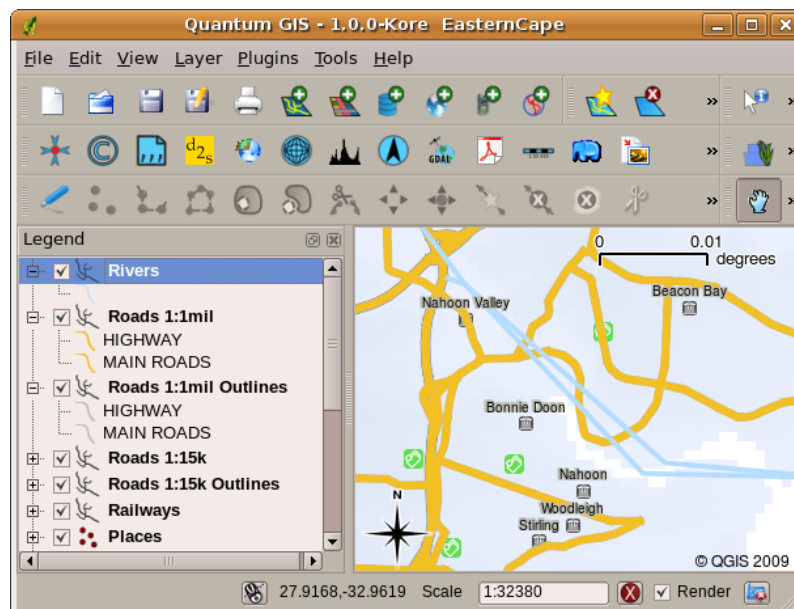 Quantum GIS - 1.0.0-Kore EasternCape
File Edit View Layer Plugins Tools Help
d2s
GDAL
Legend
Rivers
Roads 1:1mil
HIGHWAY
MAIN ROADS
Roads 1:1mil Outlines
HIGHWAY
MAIN ROADS
Roads 1:15k
Roads 1:15k Outlines
Railways
Places
0 0.01
degrees
Beacon Bay
Nahoon Valley
Bonnie Doon
Nahoon
Woodleigh
Stirling
N
© QGIS 2009
27.9168,-32.9619 Scale 1:32380 Render